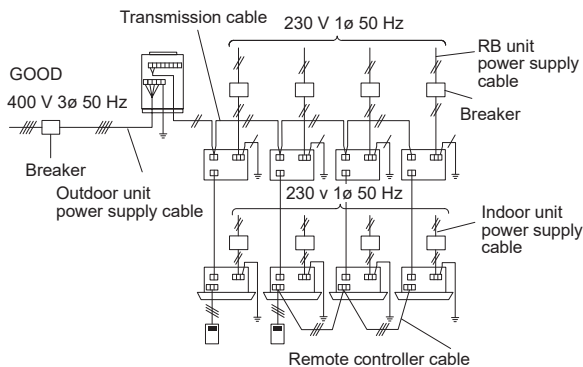 Transmission cable
230 V 1ø 50 Hz
RB unit
power supply
cable
GOOD
400 V 3ø 50 Hz
Breaker
Breaker
Outdoor unit
power supply cable
230 v 1ø 50 Hz
Indoor unit
power supply
cable
Remote controller cable